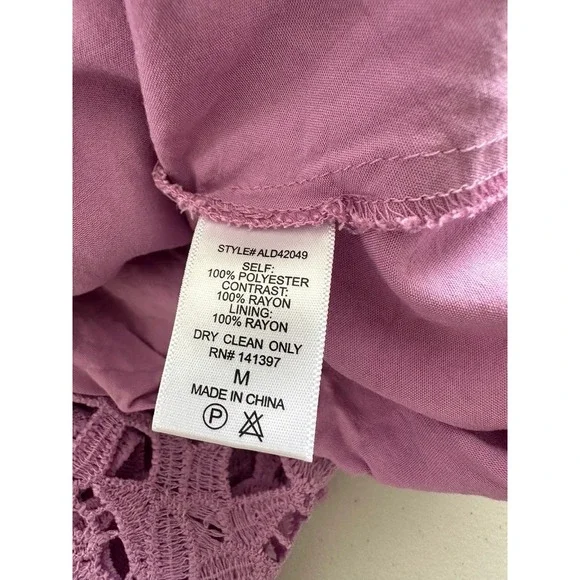 STYLE# ALD42049
SELF:
100% POLYESTER
CONTRAST:
100% RAYON
LINING:
100% RAYON
DRY CLEAN ONLY
RN# 141397
M
MADE IN CHINA
P